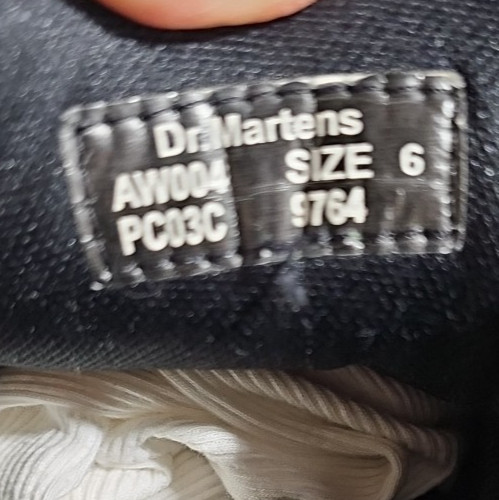 Dr.Martens
AW004 SIZE 6
PC03C 9764